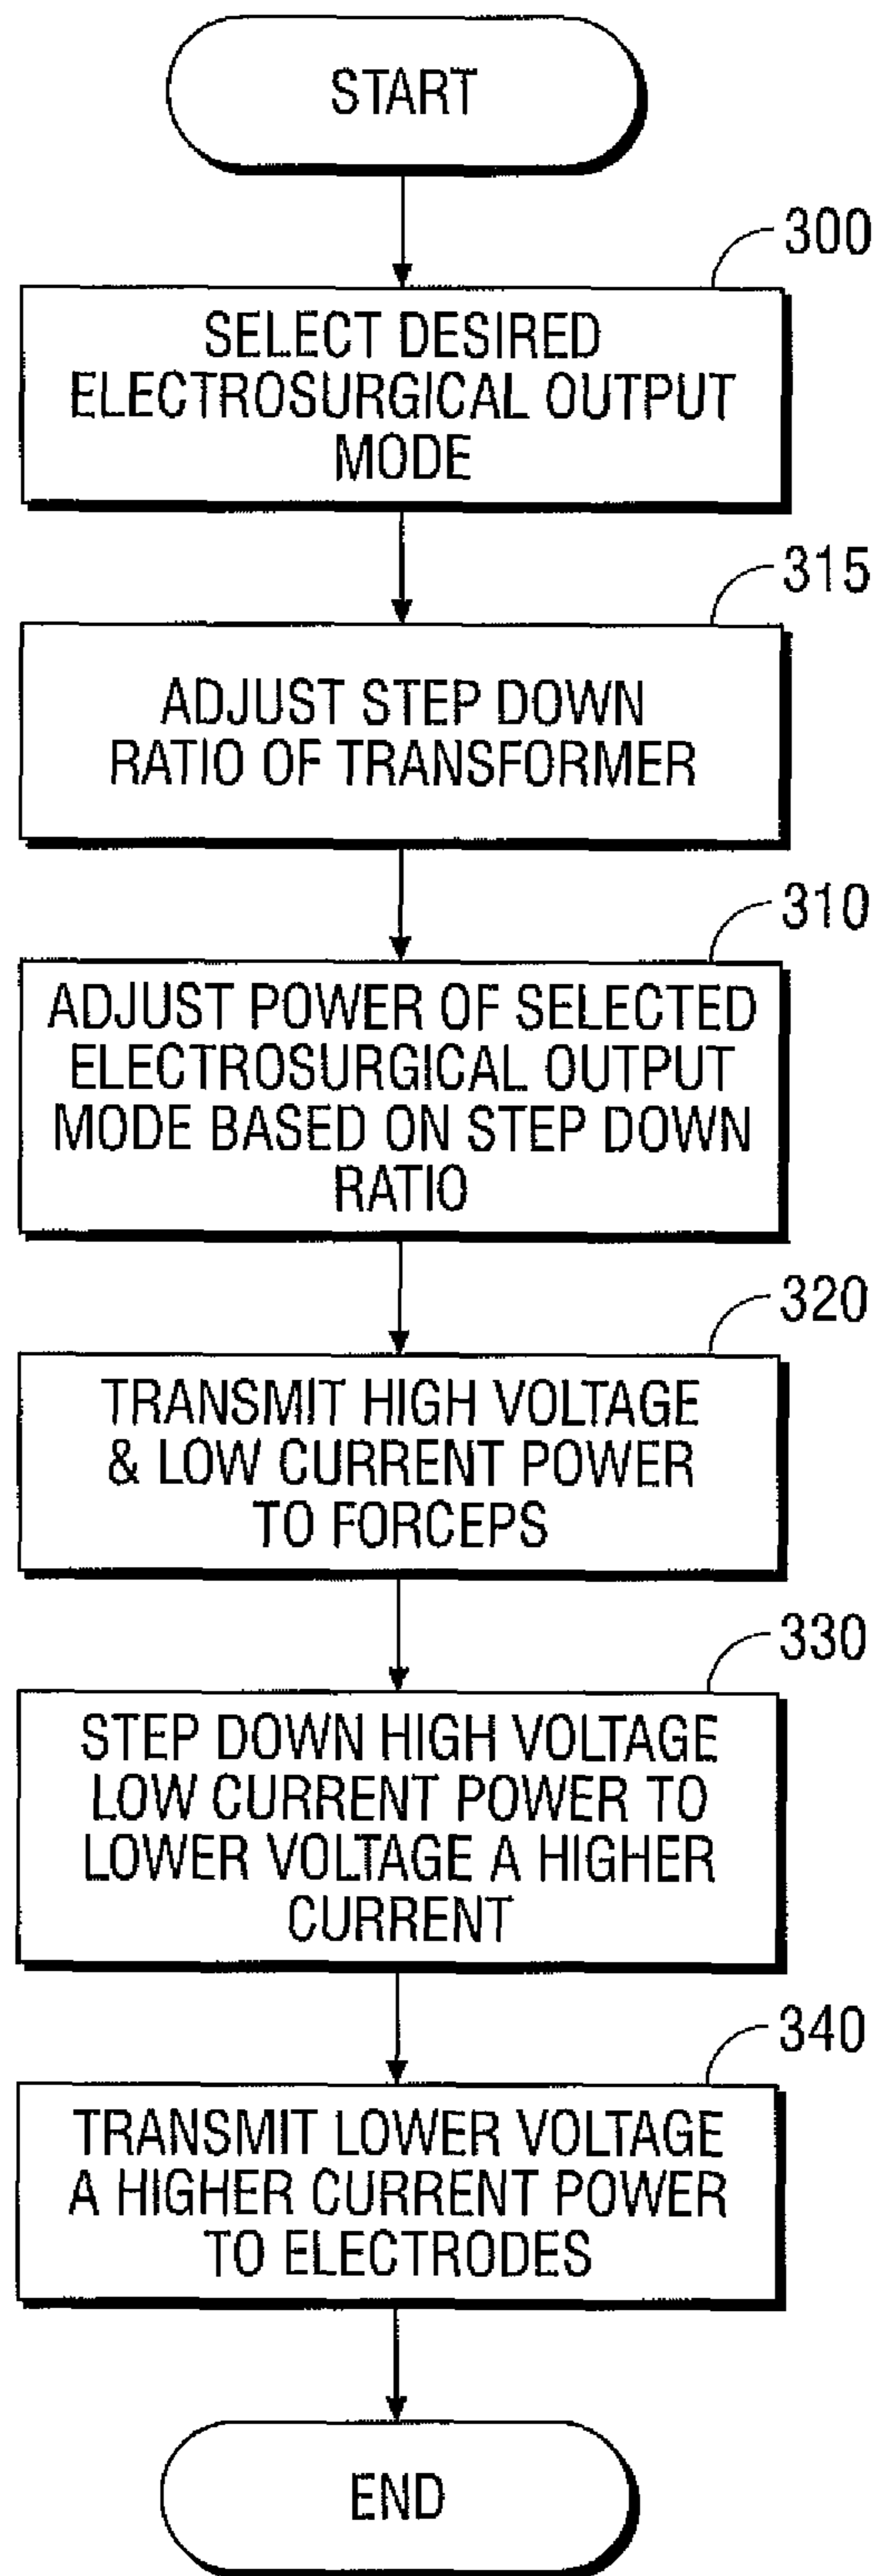 START
300
SELECT DESIRED
ELECTROSURGICAL OUTPUT
MODE
315
ADJUST STEP DOWN
RATIO OF TRANSFORMER
310
ADJUST POWER OF SELECTED
ELECTROSURGICAL OUTPUT
MODE BASED ON STEP DOWN
RATIO
320
TRANSMIT HIGH VOLTAGE
& LOW CURRENT POWER
TO FORCEPS
330
STEP DOWN HIGH VOLTAGE
LOW CURRENT POWER TO
LOWER VOLTAGE A HIGHER
CURRENT
340
TRANSMIT LOWER VOLTAGE
A HIGHER CURRENT POWER
TO ELECTRODES
END